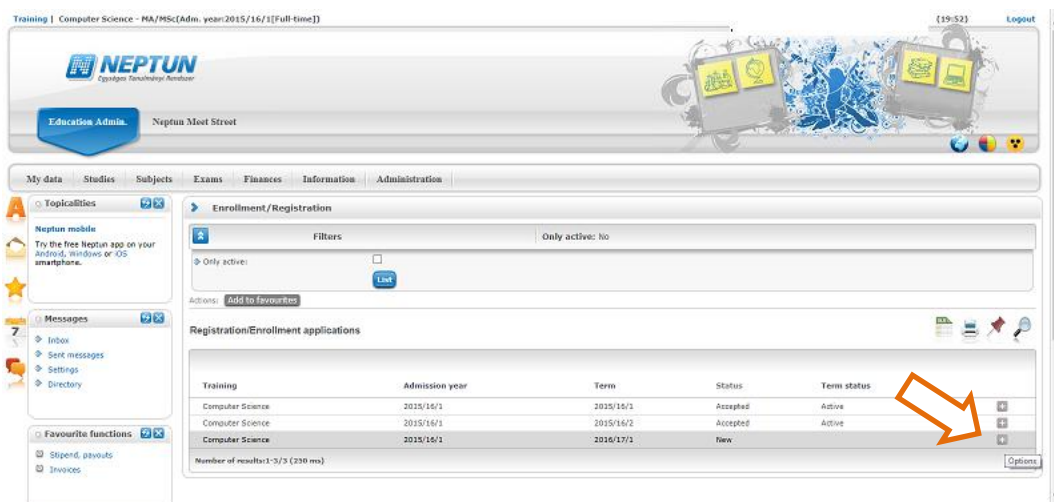 Training | Computer Science - MA/MSc(Adm. year:2015/16/1[Full-time]) (19:52) Logout
NEPTUN
Egységes Tanulmányi Rendszer
Education Admin. Neptun Meet Street
My data Studies Subjects Exams Finances Information Administration
Topicalities
Neptun mobile
Try the free Neptun app on your
Android, Windows or iOS
smartphone.
Messages
7
Inbox
Sent messages
Settings
Directory
Favourite functions
Stipend, payouts
Invoices
Enrollment/Registration
Filters Only active: No
Only active:
List
Actions: Add to favourites
Registration/Enrollment applications
Training Admission year Term Status Term status
Computer Science 2015/16/1 2015/16/1 Accepted Active
Computer Science 2015/16/1 2015/16/2 Accepted Active
Computer Science 2015/16/1 2016/17/1 New
Number of results:1-3/3 (250 ms)
Options